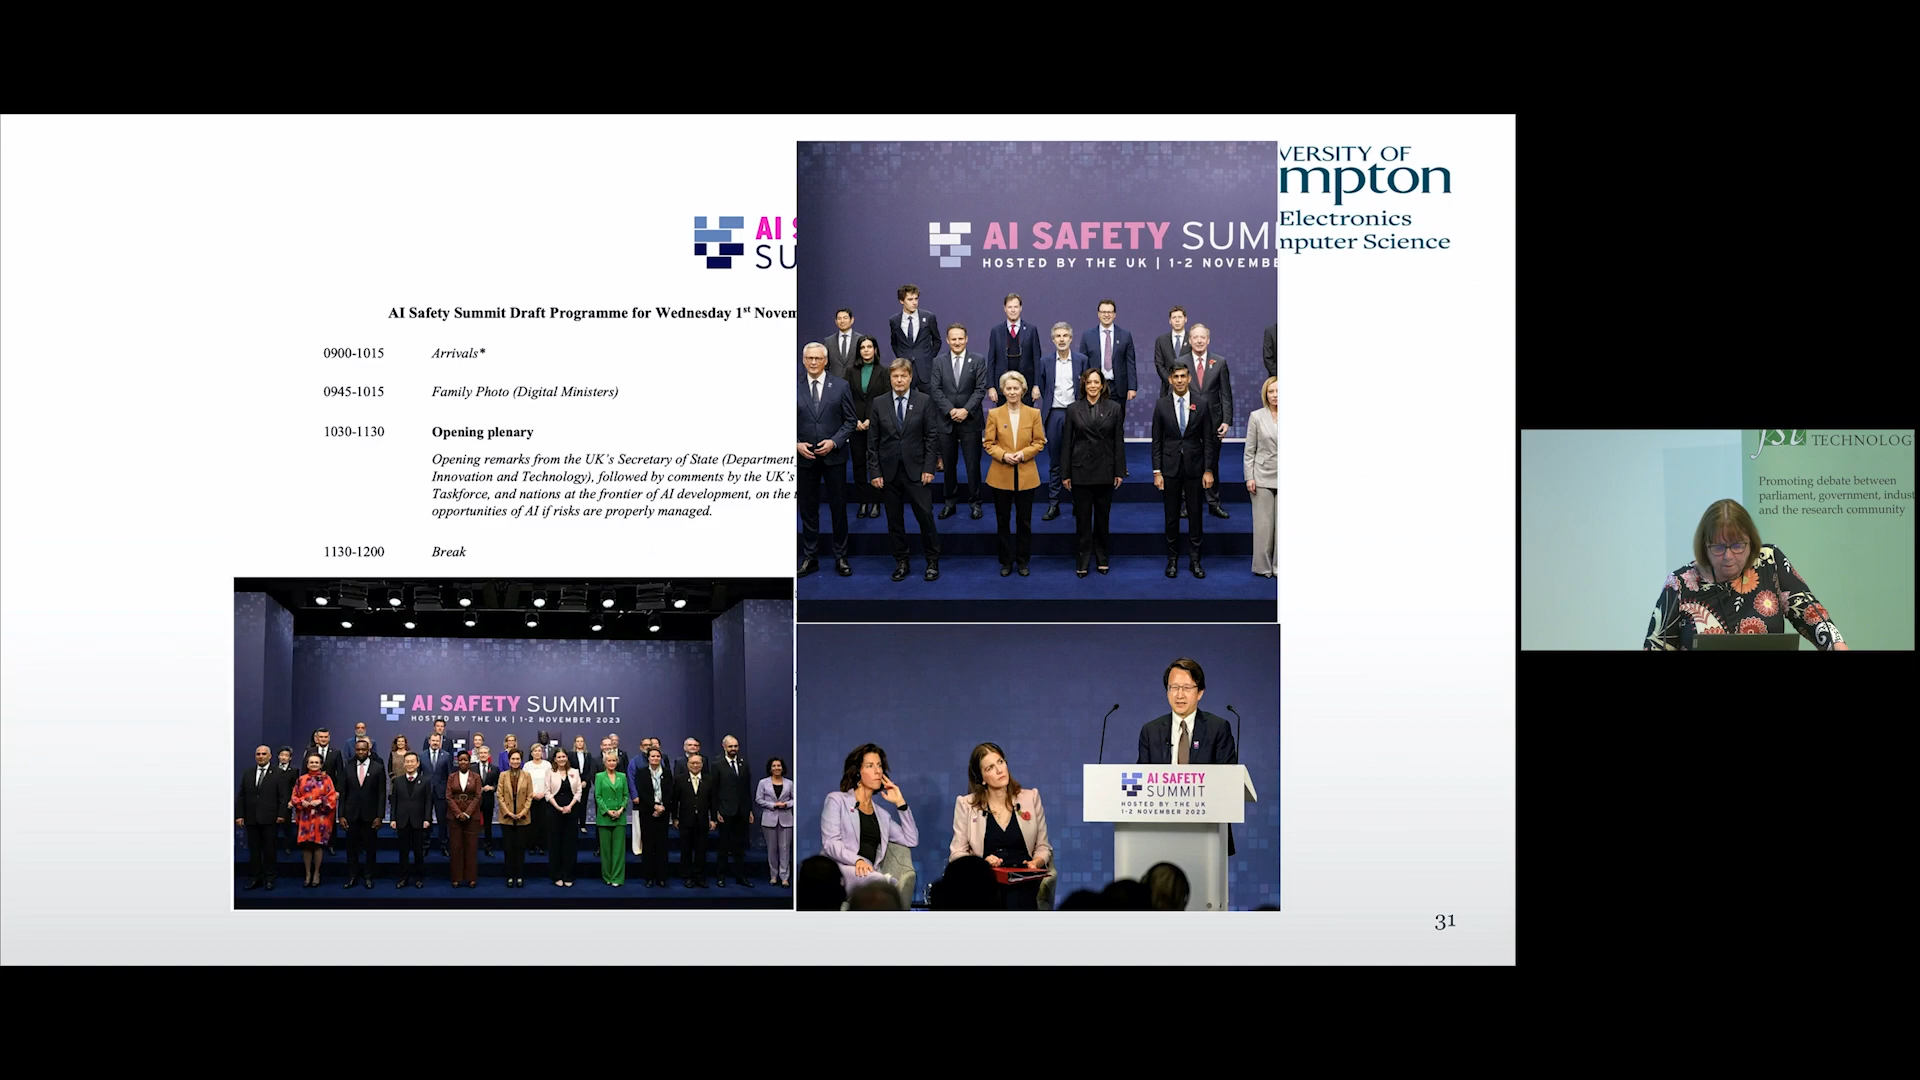 VERSITY OF
mpton
Electronics
mputer Science
AI
SU
AI Safety Summit Draft Programme for Wednesday 1st Novem
0900-1015 Arrivals*
0945-1015 Family Photo (Digital Ministers)
1030-1130 Opening plenary
Opening remarks from the UK's Secretary of State (Department
Innovation and Technology), followed by comments by the UK's
Taskforce, and nations at the frontier of AI development, on the
opportunities of AI if risks are properly managed.
1130-1200 Break
AI SAFETY SUMM
HOSTED BY THE UK | 1-2 NOVEMBE
AI SAFETY SUMMIT
HOSTED BY THE UK | 1-2 NOVEMBER 2023
AI SAFETY
SUMMIT
HOSTED BY THE UK
1-2 NOVEMBER 2023
31
fst TECHNOLOG
Promoting debate between
parliament, government, indust
and the research community